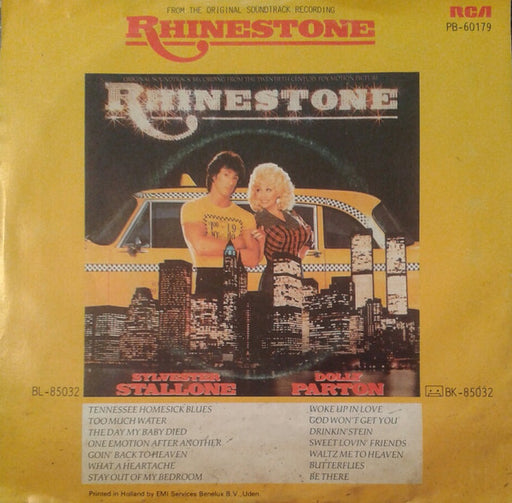 FROM THE ORIGINAL SOUNDTRACK RECORDING
RCA
RHINESTONE
PB-60179
ORIGINAL SOUNDTRACK RECORDING FROM THE TWENTIETH CENTURY FOX MOTION PICTURE
RHINESTONE
SYLVESTER
STALLONE
DOLLY
PARTON
BL-85032
BK-85032
TENNESSEE HOMESICK BLUES
TOO MUCH WATER
THE DAY MY BABY DIED
ONE EMOTION AFTER ANOTHER
GOIN' BACK TO HEAVEN
WHAT A HEARTACHE
STAY OUT OF MY BEDROOM
WOKE UP IN LOVE
GOD WON'T GET YOU
DRINKIN'STEIN
SWEET LOVIN' FRIENDS
WALTZ ME TO HEAVEN
BUTTERFLIES
BE THERE
Printed in Holland by EMI Services Benelux B.V., Uden.